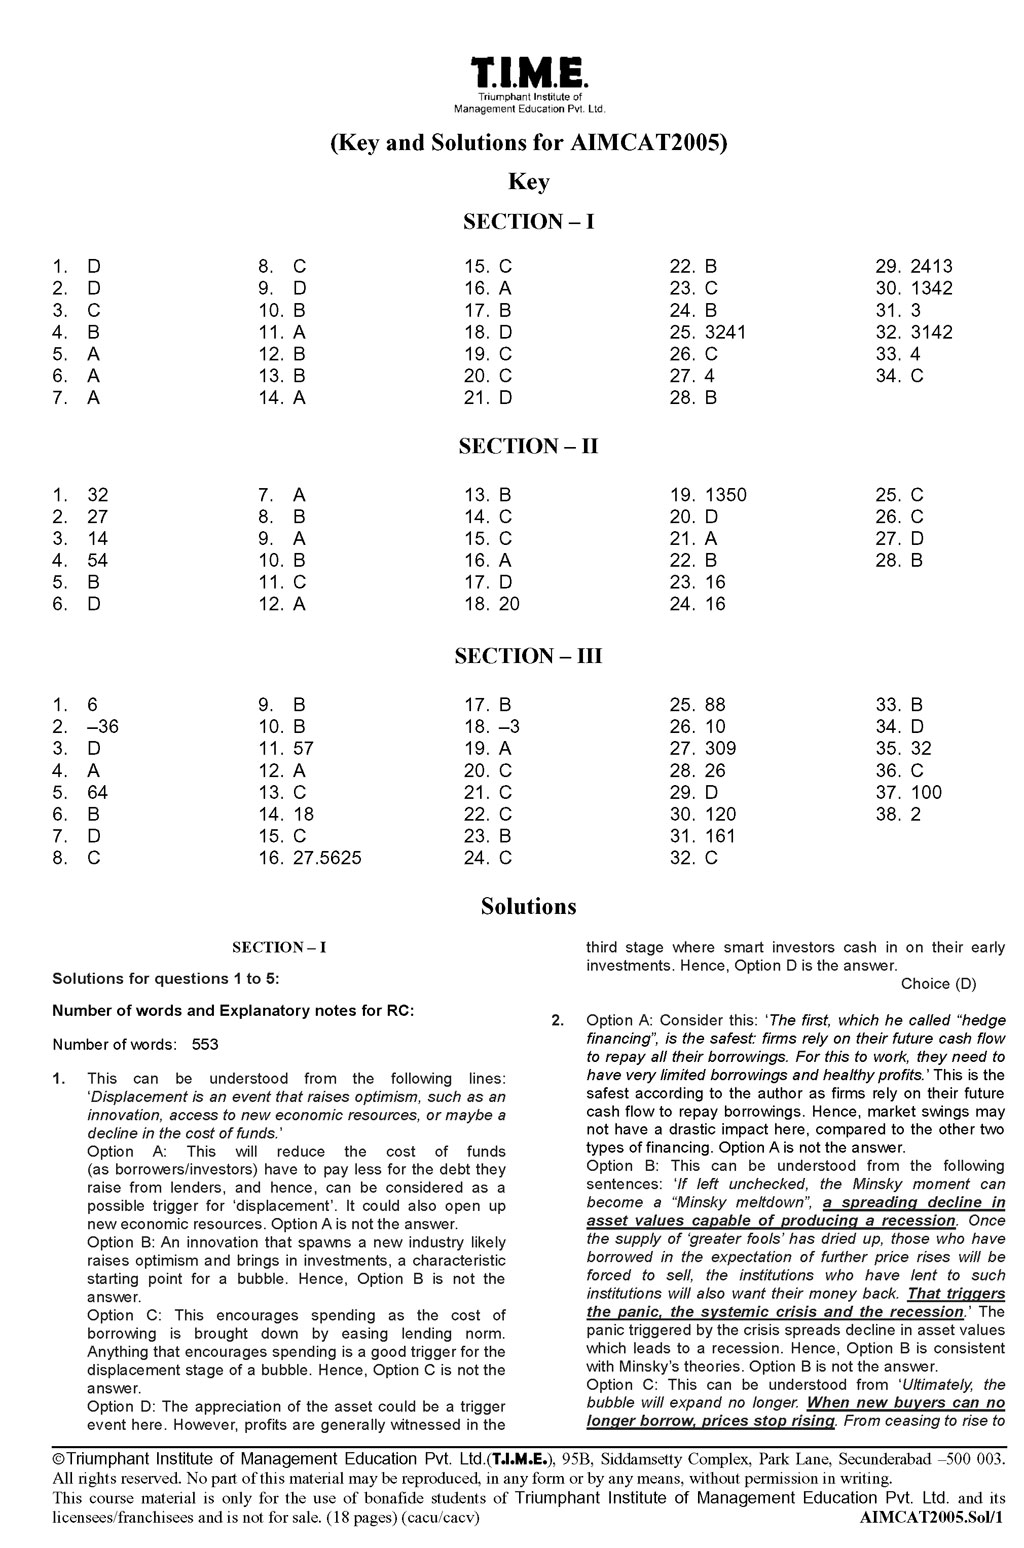 T.I.M.E.
Triumphant Institute of
Management Education Pvt. Ltd.
(Key and Solutions for AIMCAT2005)
Key
SECTION – I
1. D 8. C 15. C 22. B 29. 2413
2. D 9. D 16. A 23. C 30. 1342
3. C 10. B 17. B 24. B 31. 3
4. B 11. A 18. D 25. 3241 32. 3142
5. A 12. B 19. C 26. C 33. 4
6. A 13. B 20. C 27. 4 34. C
7. A 14. A 21. D 28. B
SECTION – II
1. 32 7. A 13. B 19. 1350 25. C
2. 27 8. B 14. C 20. D 26. C
3. 14 9. A 15. C 21. A 27. D
4. 54 10. B 16. A 22. B 28. B
5. B 11. C 17. D 23. 16
6. D 12. A 18. 20 24. 16
SECTION – III
1. 6 9. B 17. B 25. 88 33. B
2. –36 10. B 18. –3 26. 10 34. D
3. D 11. 57 19. A 27. 309 35. 32
4. A 12. A 20. C 28. 26 36. C
5. 64 13. C 21. C 29. D 37. 100
6. B 14. 18 22. C 30. 120 38. 2
7. D 15. C 23. B 31. 161
8. C 16. 27.5625 24. C 32. C
Solutions
SECTION – I
Solutions for questions 1 to 5:
Number of words and Explanatory notes for RC:
Number of words: 553
1. This can be understood from the following lines:
‘Displacement is an event that raises optimism, such as an
innovation, access to new economic resources, or maybe a
decline in the cost of funds.’
Option A: This will reduce the cost of funds
(as borrowers/investors) have to pay less for the debt they
raise from lenders, and hence, can be considered as a
possible trigger for ‘displacement’. It could also open up
new economic resources. Option A is not the answer.
Option B: An innovation that spawns a new industry likely
raises optimism and brings in investments, a characteristic
starting point for a bubble. Hence, Option B is not the
answer.
Option C: This encourages spending as the cost of
borrowing is brought down by easing lending norm.
Anything that encourages spending is a good trigger for the
displacement stage of a bubble. Hence, Option C is not the
answer.
Option D: The appreciation of the asset could be a trigger
event here. However, profits are generally witnessed in the
third stage where smart investors cash in on their early
investments. Hence, Option D is the answer.
Choice (D)
2. Option A: Consider this: ‘The first, which he called “hedge
financing”, is the safest: firms rely on their future cash flow
to repay all their borrowings. For this to work, they need to
have very limited borrowings and healthy profits.’ This is the
safest according to the author as firms rely on their future
cash flow to repay borrowings. Hence, market swings may
not have a drastic impact here, compared to the other two
types of financing. Option A is not the answer.
Option B: This can be understood from the following
sentences: ‘If left unchecked, the Minsky moment can
become a “Minsky meltdown”, a spreading decline in
asset values capable of producing a recession. Once
the supply of ‘greater fools’ has dried up, those who have
borrowed in the expectation of further price rises will be
forced to sell, the institutions who have lent to such
institutions will also want their money back. That triggers
the panic, the systemic crisis and the recession.’ The
panic triggered by the crisis spreads decline in asset values
which leads to a recession. Hence, Option B is consistent
with Minsky’s theories. Option B is not the answer.
Option C: This can be understood from ‘Ultimately, the
bubble will expand no longer. When new buyers can no
longer borrow, prices stop rising. From ceasing to rise to
©Triumphant Institute of Management Education Pvt. Ltd.(T.I.M.E.), 95B, Siddamsetty Complex, Park Lane, Secunderabad –500 003.
All rights reserved. No part of this material may be reproduced, in any form or by any means, without permission in writing.
This course material is only for the use of bonafide students of Triumphant Institute of Management Education Pvt. Ltd. and its
licensees/franchisees and is not for sale. (18 pages) (cacu/cacv) AIMCAT2005.Sol/1